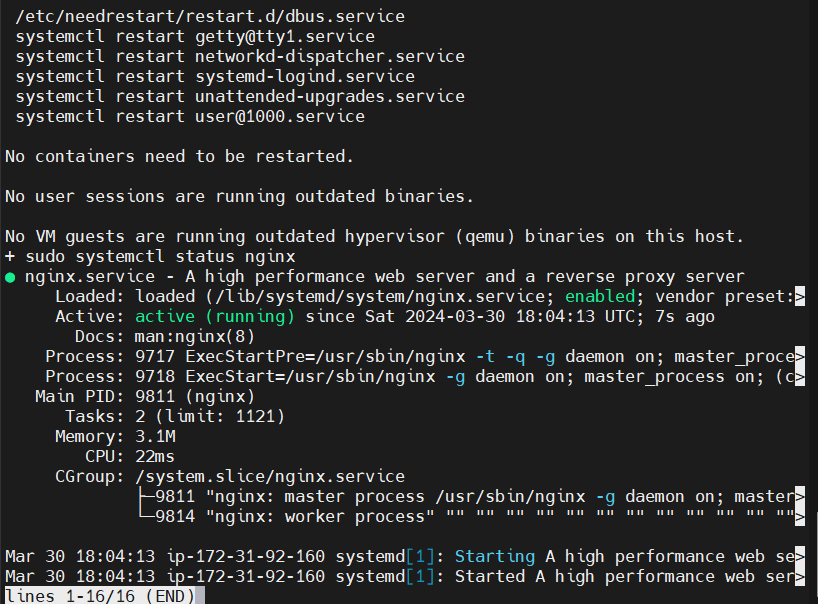 /etc/needrestart/restart.d/dbus.service
systemctl restart getty@tty1.service
systemctl restart networkd-dispatcher.service
systemctl restart systemd-logind.service
systemctl restart unattended-upgrades.service
systemctl restart user@1000.service
No containers need to be restarted.
No user sessions are running outdated binaries.
No VM guests are running outdated hypervisor (qemu) binaries on this host.
+ sudo systemctl status nginx
● nginx.service - A high performance web server and a reverse proxy server
Loaded: loaded (/lib/systemd/system/nginx.service; enabled; vendor preset:>
Active: active (running) since Sat 2024-03-30 18:04:13 UTC; 7s ago
Docs: man:nginx(8)
Process: 9717 ExecStartPre=/usr/sbin/nginx -t -q -g daemon on; master_proce>
Process: 9718 ExecStart=/usr/sbin/nginx -g daemon on; master_process on; (c>
Main PID: 9811 (nginx)
Tasks: 2 (limit: 1121)
Memory: 3.1M
CPU: 22ms
CGroup: /system.slice/nginx.service
├─9811 "nginx: master process /usr/sbin/nginx -g daemon on; master>
└─9814 "nginx: worker process" "" "" "" "" "" "" "" "" "" "" "" "">
Mar 30 18:04:13 ip-172-31-92-160 systemd[1]: Starting A high performance web se>
Mar 30 18:04:13 ip-172-31-92-160 systemd[1]: Started A high performance web ser>
lines 1-16/16 (END)